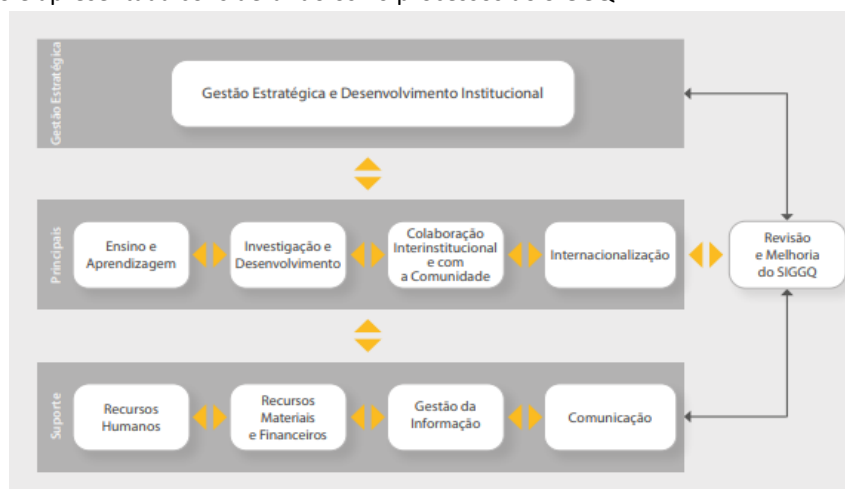 Gestão Estratégica
Gestão Estratégica e Desenvolvimento Institucional
Principais
Ensino e
Aprendizagem
Investigação e
Desenvolvimento
Colaboração
Interinstitucional
e com
a Comunidade
Internacionalização
Revisão
e Melhoria
do SIGGQ
Suporte
Recursos
Humanos
Recursos
Materiais
e Financeiros
Gestão da
Informação
Comunicação